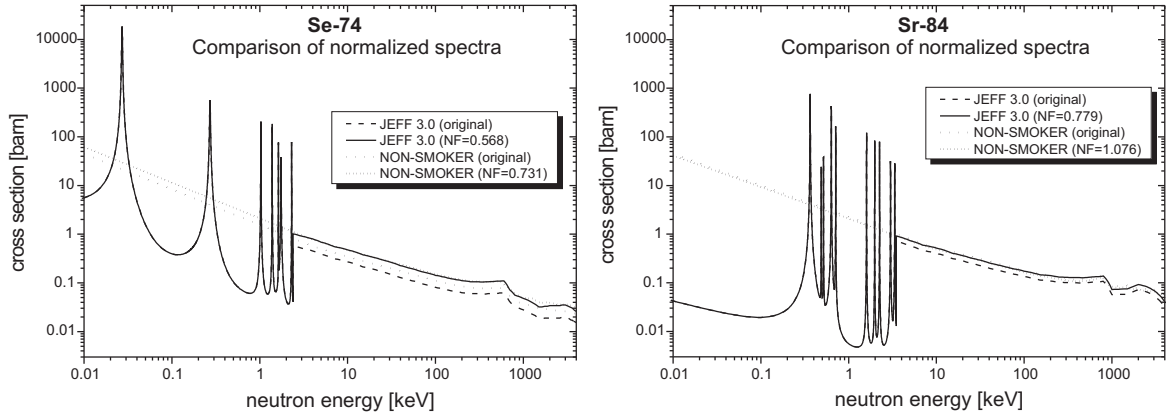 Se-74
Comparison of normalized spectra
JEFF 3.0 (original)
JEFF 3.0 (NF=0.568)
NON-SMOKER (original)
NON-SMOKER (NF=0.731)
cross section [barn]
10000
1000
100
10
1
0.1
0.01
0.01 0.1 1 10 100 1000
neutron energy [keV]
Sr-84
Comparison of normalized spectra
JEFF 3.0 (original)
JEFF 3.0 (NF=0.779)
NON-SMOKER (original)
NON-SMOKER (NF=1.076)
cross section [barn]
10000
1000
100
10
1
0.1
0.01
0.01 0.1 1 10 100 1000
neutron energy [keV]